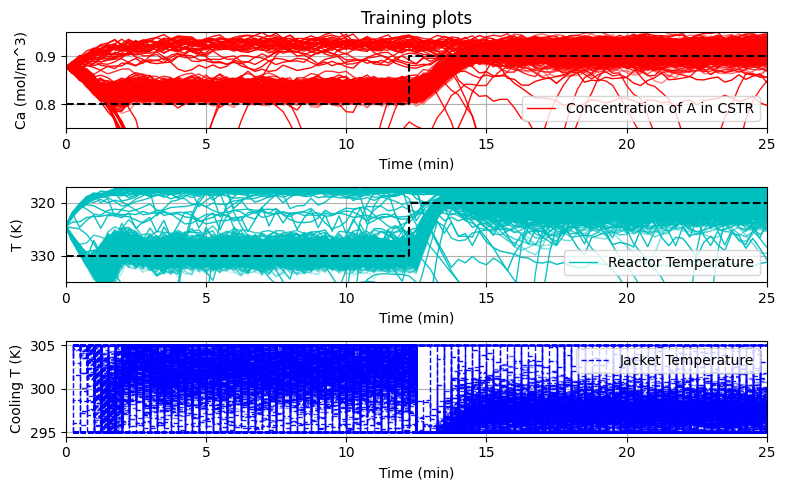 Training plots
Ca (mol/m^3)
0.9
0.8
Concentration of A in CSTR
0 5 10 15 20 25
Time (min)
T (K)
320
330
Reactor Temperature
0 5 10 15 20 25
Time (min)
Cooling T (K)
305
300
295
Jacket Temperature
0 5 10 15 20 25
Time (min)